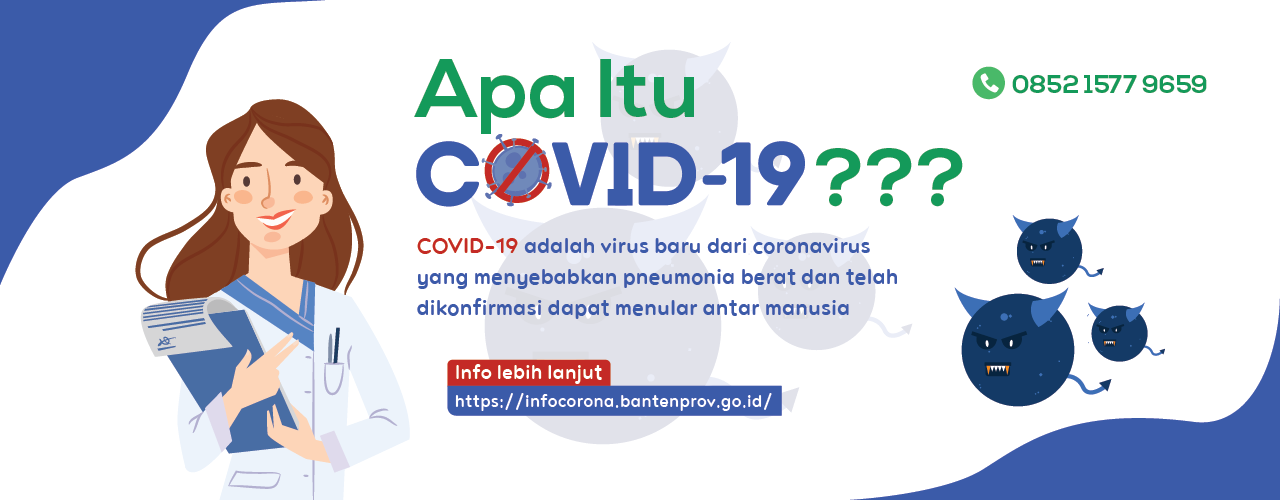 Apa Itu
COVID-19???
0852 1577 9659
COVID-19 adalah virus baru dari coronavirus
yang menyebabkan pneumonia berat dan telah
dikonfirmasi dapat menular antar manusia
Info lebih lanjut
https://infocorona.bantenprov.go.id/